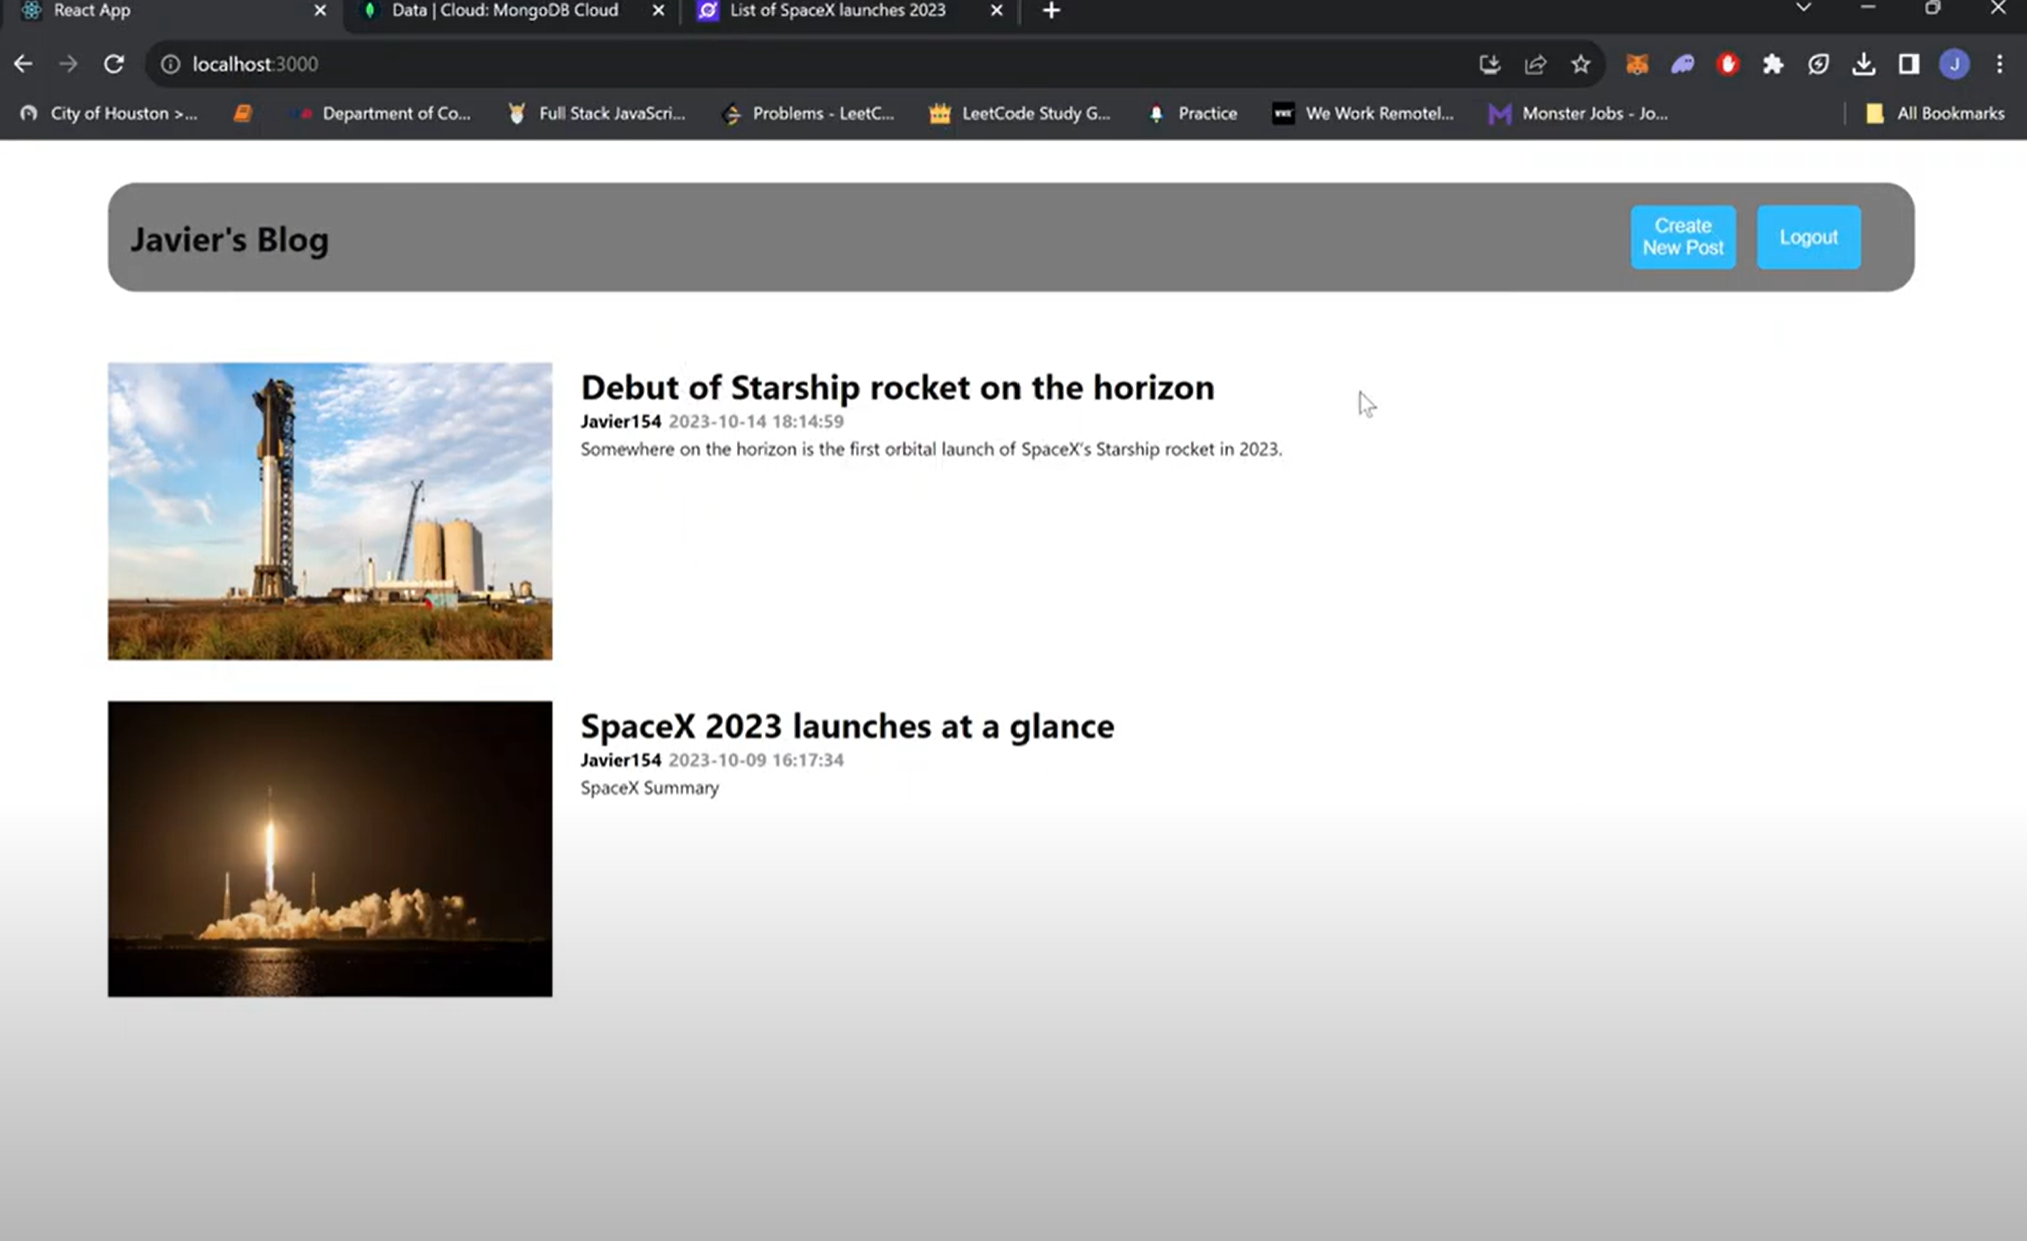 React App
Data | Cloud: MongoDB Cloud
List of SpaceX launches 2023
localhost:3000
J
City of Houston >...
Department of Co...
Full Stack JavaScri...
Problems - LeetC...
LeetCode Study G...
Practice
We Work Remotel...
Monster Jobs - Jo...
All Bookmarks
Javier's Blog
Create
New Post
Logout
Debut of Starship rocket on the horizon
Javier154 2023-10-14 18:14:59
Somewhere on the horizon is the first orbital launch of SpaceX's Starship rocket in 2023.
SpaceX 2023 launches at a glance
Javier154 2023-10-09 16:17:34
SpaceX Summary